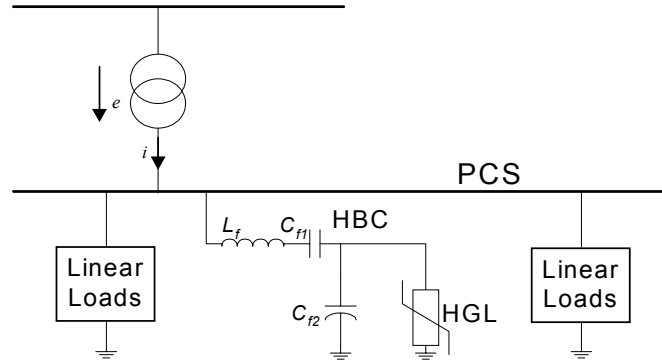 e
i
PCS
L_f
C_f1
HBC
Linear
Loads
Linear
Loads
C_f2
HGL